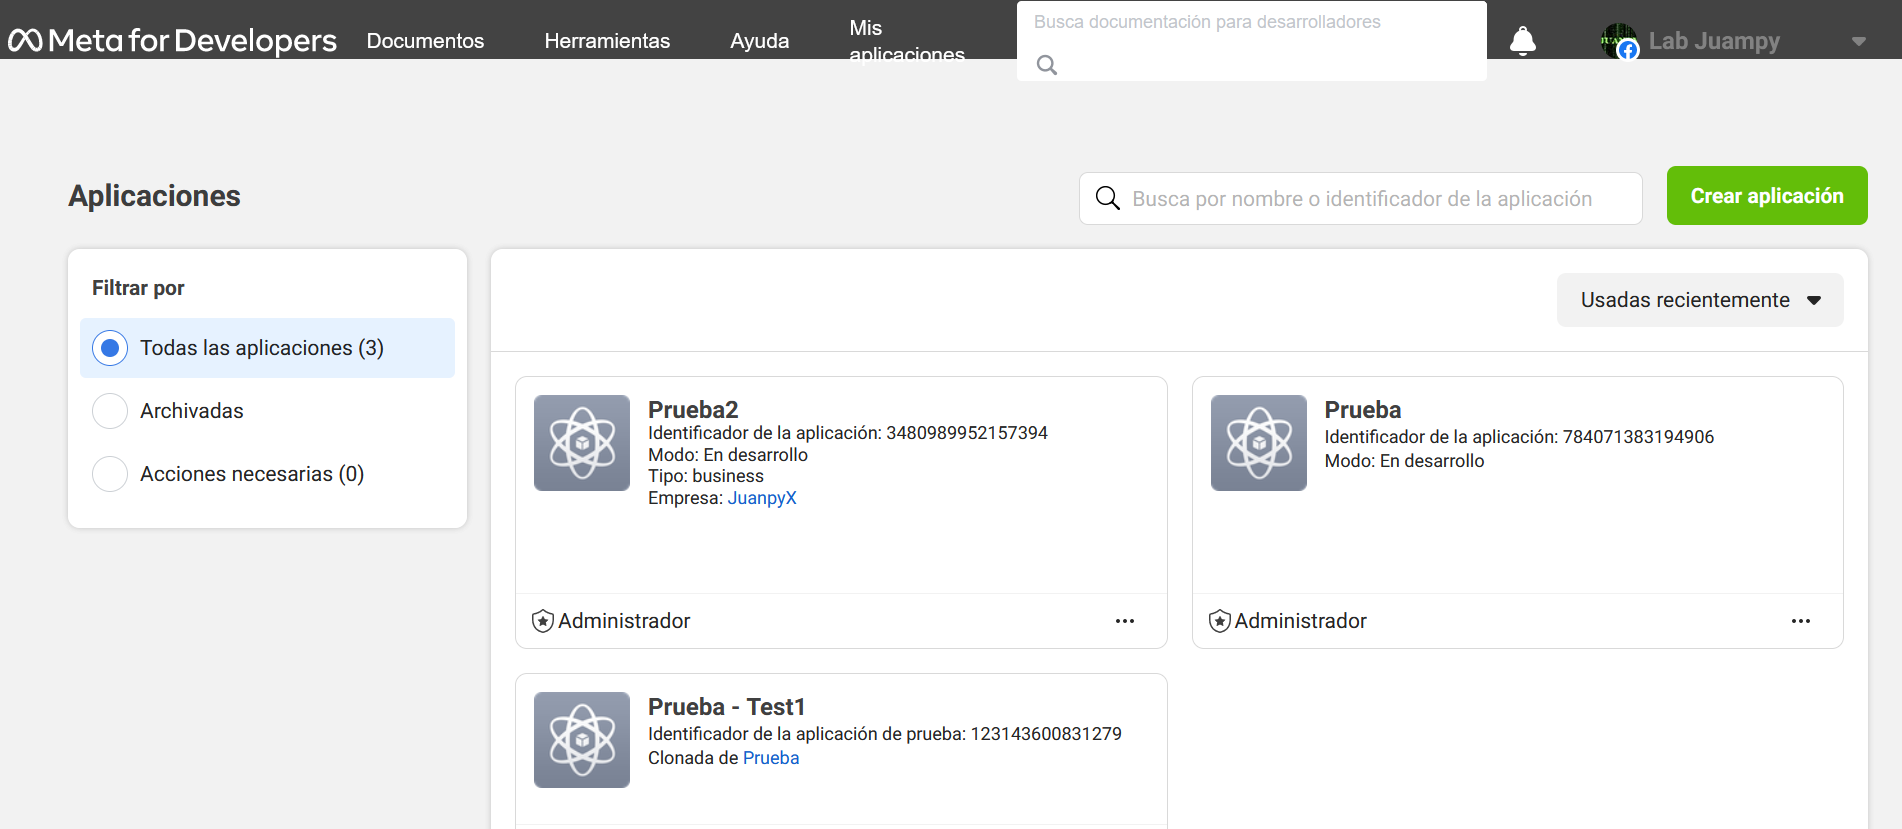 Meta for Developers
Documentos
Herramientas
Ayuda
Mis
aplicaciones
Busca documentación para desarrolladores
Lab Juampy
Aplicaciones
Busca por nombre o identificador de la aplicación
Crear aplicación
Filtrar por
Todas las aplicaciones (3)
Archivadas
Acciones necesarias (0)
Usadas recientemente
Prueba2
Identificador de la aplicación: 3480989952157394
Modo: En desarrollo
Tipo: business
Empresa: JuanpyX
Administrador
Prueba
Identificador de la aplicación: 784071383194906
Modo: En desarrollo
Administrador
Prueba - Test1
Identificador de la aplicación de prueba: 123143600831279
Clonada de Prueba